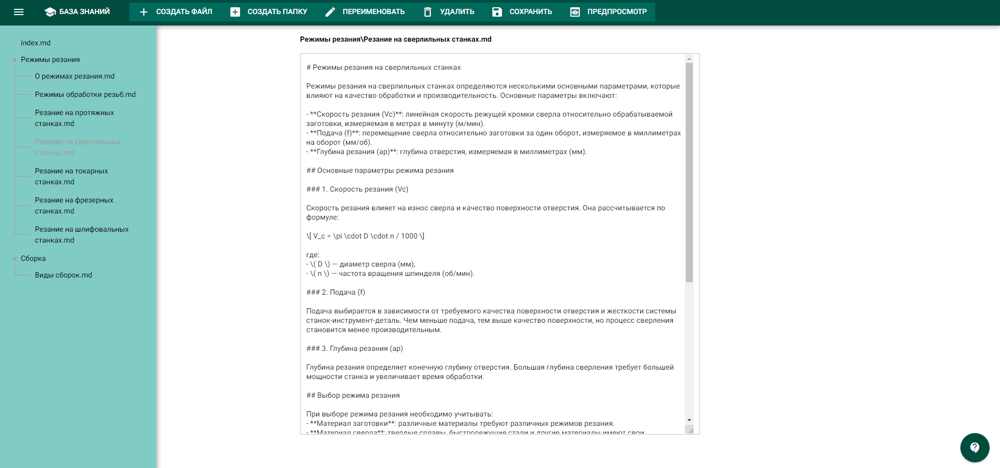 БАЗА ЗНАНИЙ
СОЗДАТЬ ФАЙЛ
СОЗДАТЬ ПАПКУ
ПЕРЕИМЕНОВАТЬ
УДАЛИТЬ
СОХРАНИТЬ
ПРЕДПРОСМОТР
index.md
Режимы резания
О режимах резания.md
Режимы обработки резьб.md
Резание на протяжных
станках.md
Резание на сверлильных
станках.md
Резание на токарных
станках.md
Резание на фрезерных
станках.md
Резание на шлифовальных
станках.md
Сборка
Виды сборок.md
Режимы резания\Резание на сверлильных станках.md
# Режимы резания на сверлильных станках
Режимы резания на сверлильных станках определяются несколькими основными параметрами, которые
влияют на качество обработки и производительность. Основные параметры включают:
- **Скорость резания (Vc)**: линейная скорость режущей кромки сверла относительно обрабатываемой
заготовки, измеряемая в метрах в минуту (м/мин).
- **Подача (f)**: перемещение сверла относительно заготовки за один оборот, измеряемое в миллиметрах
на оборот (мм/об).
- **Глубина резания (ap)**: глубина отверстия, измеряемая в миллиметрах (мм).
## Основные параметры режима резания
### 1. Скорость резания (Vc)
Скорость резания влияет на износ сверла и качество поверхности отверстия. Она рассчитывается по
формуле:
\[ V_c = \pi \cdot D \cdot n / 1000 \]
где:
- \( D \) — диаметр сверла (мм),
- \( n \) — частота вращения шпинделя (об/мин).
### 2. Подача (f)
Подача выбирается в зависимости от требуемого качества поверхности отверстия и жесткости системы
станок-инструмент-деталь. Чем меньше подача, тем выше качество поверхности, но процесс сверления
становится менее производительным.
### 3. Глубина резания (ap)
Глубина резания определяет конечную глубину отверстия. Большая глубина сверления требует большей
мощности станка и увеличивает время обработки.
## Выбор режима резания
При выборе режима резания необходимо учитывать:
- **Материал заготовки**: различные материалы требуют различных режимов резания.
- **Материал сверла**: твердые сплавы, быстрорежущие стали и другие материалы имеют свои